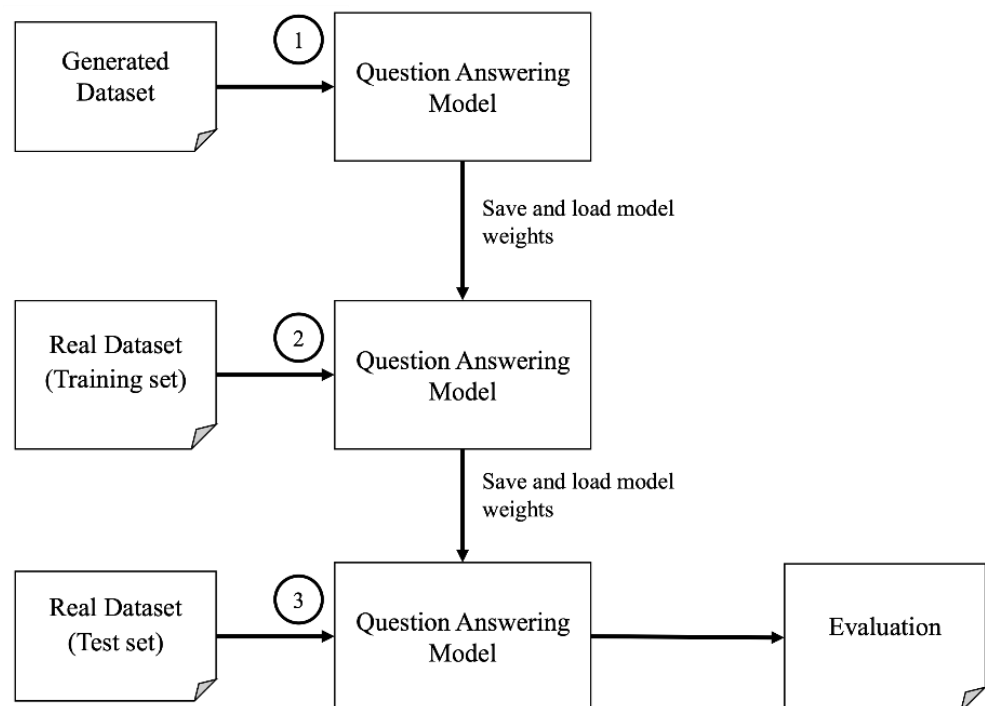 Generated
Dataset
1
Question Answering
Model
Save and load model
weights
Real Dataset
(Training set)
2
Question Answering
Model
Save and load model
weights
Real Dataset
(Test set)
3
Question Answering
Model
Evaluation